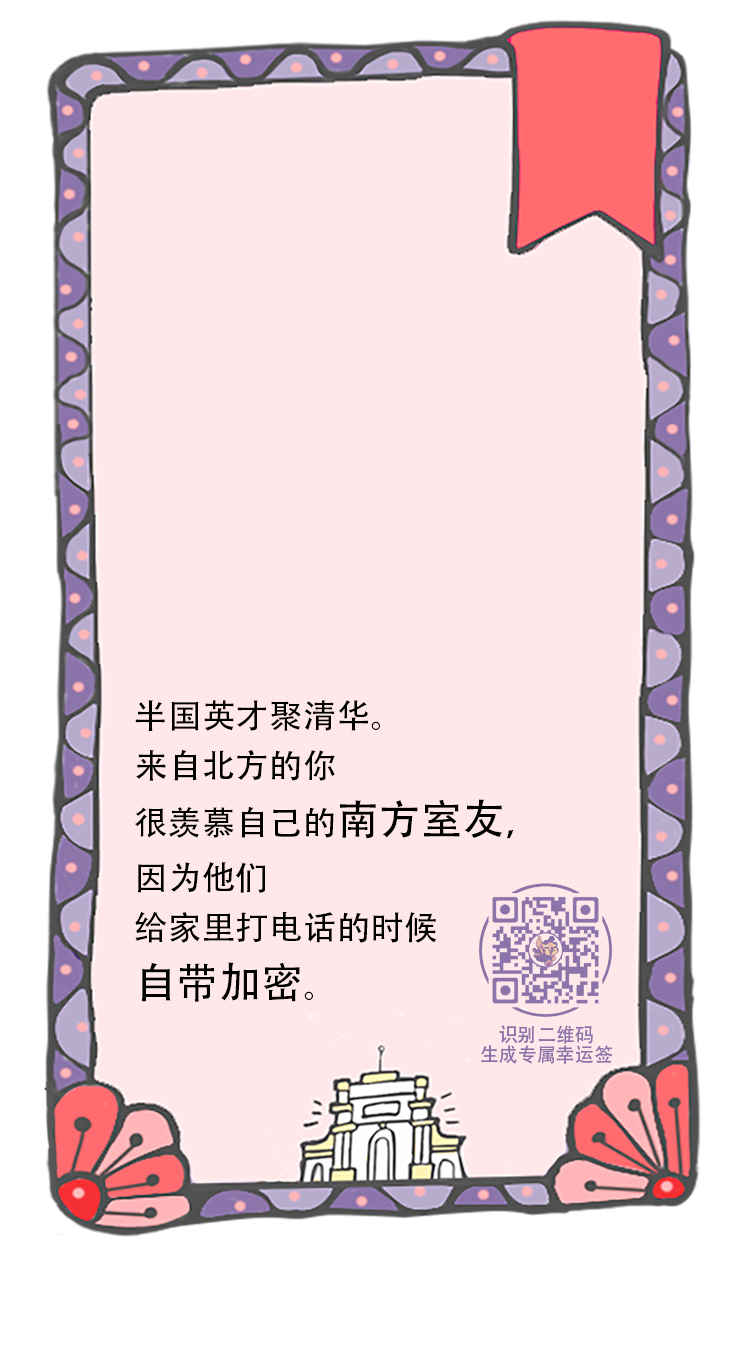 半国英才聚清华。
来自北方的你
很羡慕自己的南方室友,
因为他们
给家里打电话的时候
自带加密。
识别二维码
生成专属幸运签